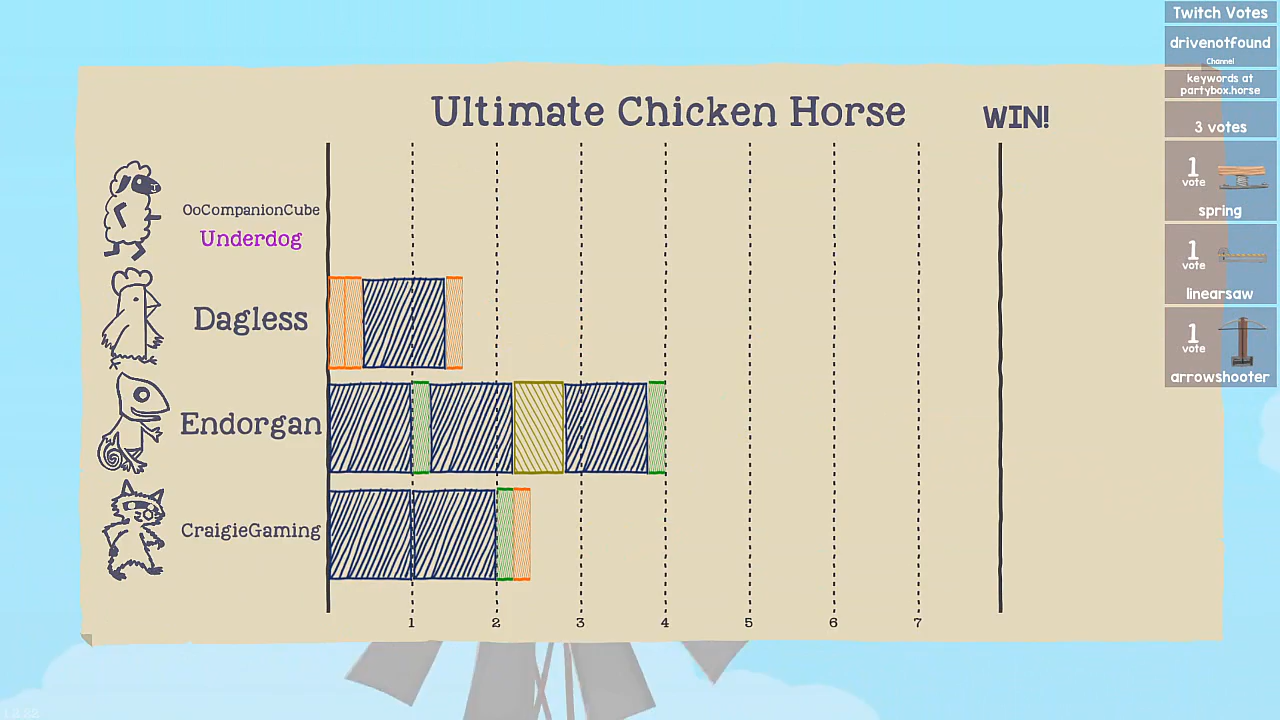 Ultimate Chicken Horse
WIN!
OoCompanionCube
Underdog
Dagless
Endorgan
CraigieGaming
1 2 3 4 5 6 7
Twitch Votes
drivenotfound
Channel
keywords at
partybox.horse
3 votes
1
vote
spring
1
vote
linearsaw
1
vote
arrowshooter